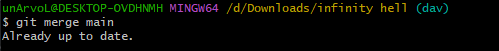 unArvoL@DESKTOP-OVDHNMH MINGW64 /d/Downloads/infinity hell (dav)
$ git merge main
Already up to date.